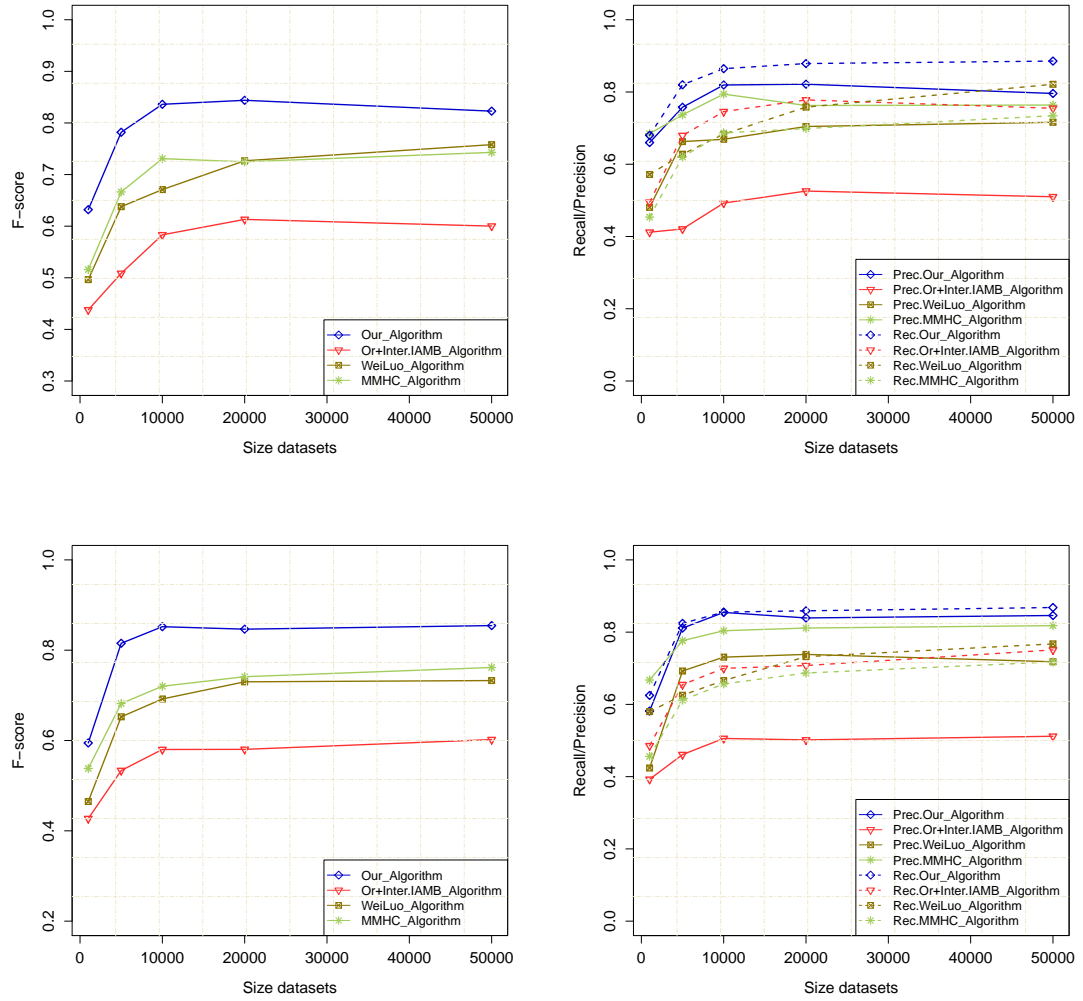 1.0
0.9
0.8
0.7
0.6
0.5
0.4
0.3
F−score
0 10000 20000 30000 40000 50000
Size datasets
Our_Algorithm
Or+Inter.IAMB_Algorithm
WeiLuo_Algorithm
MMHC_Algorithm
1.0
0.8
0.6
0.4
0.2
0.0
Recall/Precision
0 10000 20000 30000 40000 50000
Size datasets
Prec.Our_Algorithm
Prec.Or+Inter.IAMB_Algorithm
Prec.WeiLuo_Algorithm
Prec.MMHC_Algorithm
Rec.Our_Algorithm
Rec.Or+Inter.IAMB_Algorithm
Rec.WeiLuo_Algorithm
Rec.MMHC_Algorithm
1.0
0.8
0.6
0.4
0.2
F−score
0 10000 20000 30000 40000 50000
Size datasets
Our_Algorithm
Or+Inter.IAMB_Algorithm
WeiLuo_Algorithm
MMHC_Algorithm
1.0
0.8
0.6
0.4
0.2
0.0
Recall/Precision
0 10000 20000 30000 40000 50000
Size datasets
Prec.Our_Algorithm
Prec.Or+Inter.IAMB_Algorithm
Prec.WeiLuo_Algorithm
Prec.MMHC_Algorithm
Rec.Our_Algorithm
Rec.Or+Inter.IAMB_Algorithm
Rec.WeiLuo_Algorithm
Rec.MMHC_Algorithm